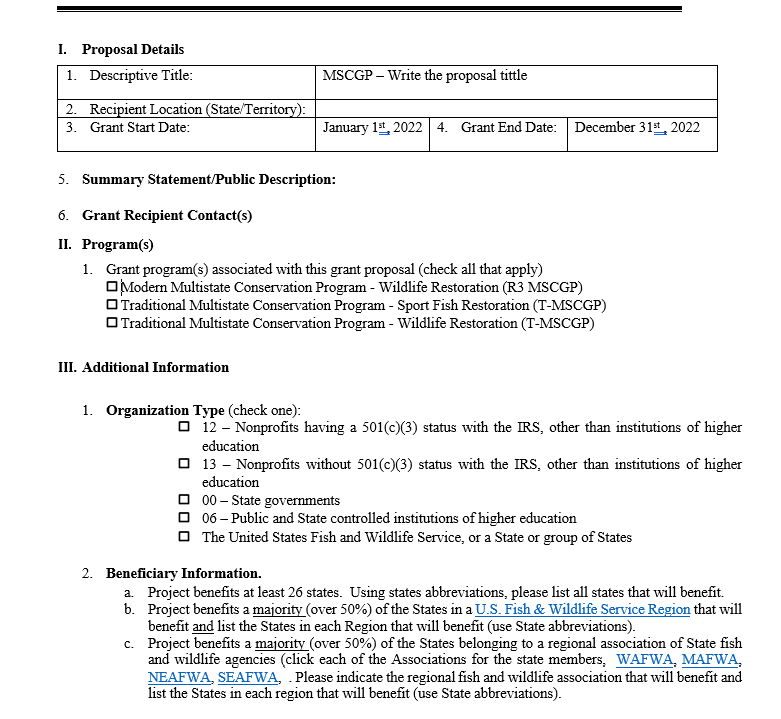 I. Proposal Details
1. Descriptive Title: MSCGP – Write the proposal tittle
2. Recipient Location (State/Territory):
3. Grant Start Date: January 1st, 2022 4. Grant End Date: December 31st, 2022
5. Summary Statement/Public Description:
6. Grant Recipient Contact(s)
II. Program(s)
1. Grant program(s) associated with this grant proposal (check all that apply)
☐Modern Multistate Conservation Program - Wildlife Restoration (R3 MSCGP)
☐Traditional Multistate Conservation Program - Sport Fish Restoration (T-MSCGP)
☐Traditional Multistate Conservation Program - Wildlife Restoration (T-MSCGP)
III. Additional Information
1. Organization Type (check one):
☐ 12 – Nonprofits having a 501(c)(3) status with the IRS, other than institutions of higher
education
☐ 13 – Nonprofits without 501(c)(3) status with the IRS, other than institutions of higher
education
☐ 00 – State governments
☐ 06 – Public and State controlled institutions of higher education
☐ The United States Fish and Wildlife Service, or a State or group of States
2. Beneficiary Information.
a. Project benefits at least 26 states. Using states abbreviations, please list all states that will benefit.
b. Project benefits a majority (over 50%) of the States in a U.S. Fish & Wildlife Service Region that will
benefit and list the States in each Region that will benefit (use State abbreviations).
c. Project benefits a majority (over 50%) of the States belonging to a regional association of State fish
and wildlife agencies (click each of the Associations for the state members, WAFWA, MAFWA,
NEAFWA, SEAFWA, . Please indicate the regional fish and wildlife association that will benefit and
list the States in each region that will benefit (use State abbreviations).